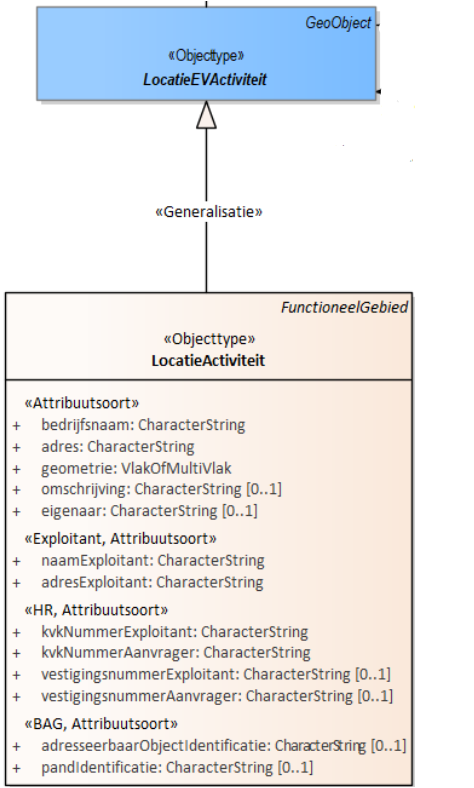 GeoObject
«Objecttype»
LocatieEVActiviteit
«Generalisatie»
FunctioneelGebied
«Objecttype»
LocatieActiviteit
«Attribuutsoort»
+ bedrijfsnaam: CharacterString
+ adres: CharacterString
+ geometrie: VlakOfMultiVlak
+ omschrijving: CharacterString [0..1]
+ eigenaar: CharacterString [0..1]
«Exploitant, Attribuutsoort»
+ naamExploitant: CharacterString
+ adresExploitant: CharacterString
«HR, Attribuutsoort»
+ kvkNummerExploitant: CharacterString
+ kvkNummerAanvrager: CharacterString
+ vestigingsnummerExploitant: CharacterString [0..1]
+ vestigingsnummerAanvrager: CharacterString [0..1]
«BAG, Attribuutsoort»
+ adresseerbaarObjectIdentificatie: CharacterString [0..1]
+ pandIdentificatie: CharacterString [0..1]